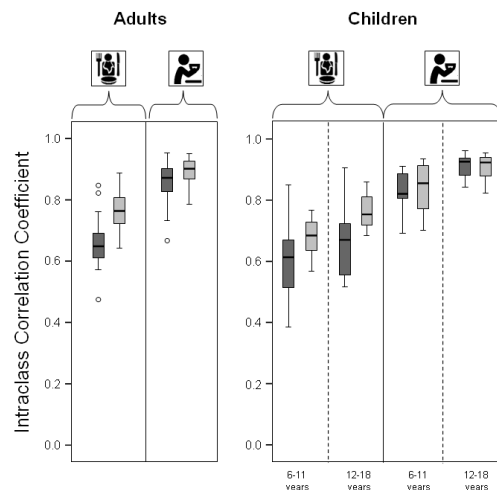 Adults
Children
Intraclass Correlation Coefficient
1.0
0.8
0.6
0.4
0.2
0.0
1.0
0.8
0.6
0.4
0.2
0.0
6-11
years
12-18
years
6-11
years
12-18
years